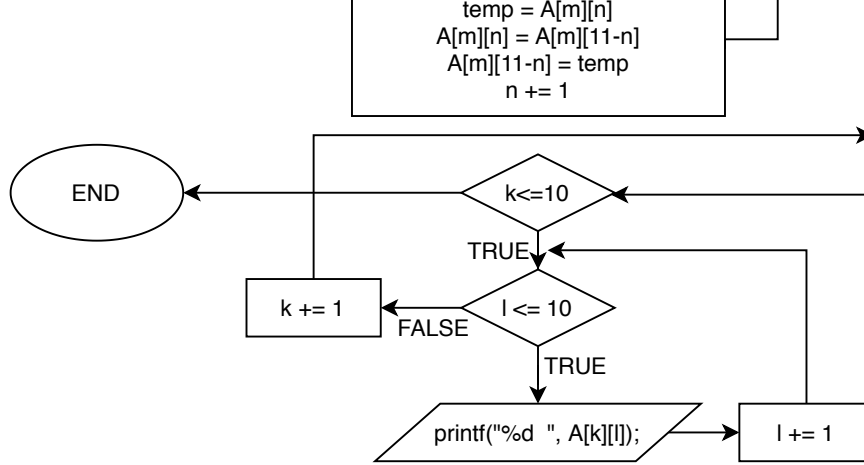 temp = A[m][n]
A[m][n] = A[m][11-n]
A[m][11-n] = temp
n += 1
END
k<=10
TRUE
k += 1
FALSE
l <= 10
TRUE
printf("%d  ", A[k][l]);
l += 1